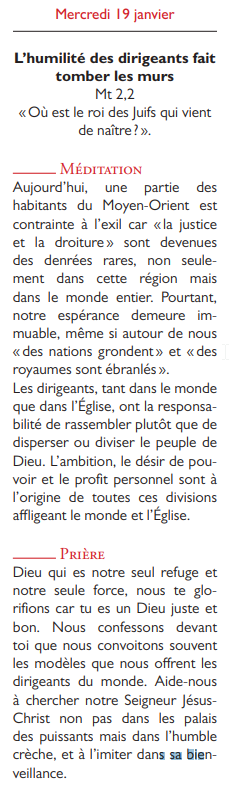 Mercredi 19 janvier
L'humilité des dirigeants fait
tomber les murs
Mt 2,2
« Où est le roi des Juifs qui vient
de naître ? ».
Méditation
Aujourd'hui, une partie des
habitants du Moyen-Orient est
contrainte à l'exil car « la justice
et la droiture » sont devenues
des denrées rares, non seule-
ment dans cette région mais
dans le monde entier. Pourtant,
notre espérance demeure im-
muable, même si autour de nous
« des nations grondent » et « des
royaumes sont ébranlés ».
Les dirigeants, tant dans le monde
que dans l'Église, ont la responsa-
bilité de rassembler plutôt que de
disperser ou diviser le peuple de
Dieu. L'ambition, le désir de pou-
voir et le profit personnel sont à
l'origine de toutes ces divisions
affligeant le monde et l'Église.
Prière
Dieu qui es notre seul refuge et
notre seule force, nous te glo-
rifions car tu es un Dieu juste et
bon. Nous confessons devant
toi que nous convoitons souvent
les modèles que nous offrent les
dirigeants du monde. Aide-nous
à chercher notre Seigneur Jésus-
Christ non pas dans les palais
des puissants mais dans l'humble
crèche, et à l'imiter dans sa bien-
veillance.